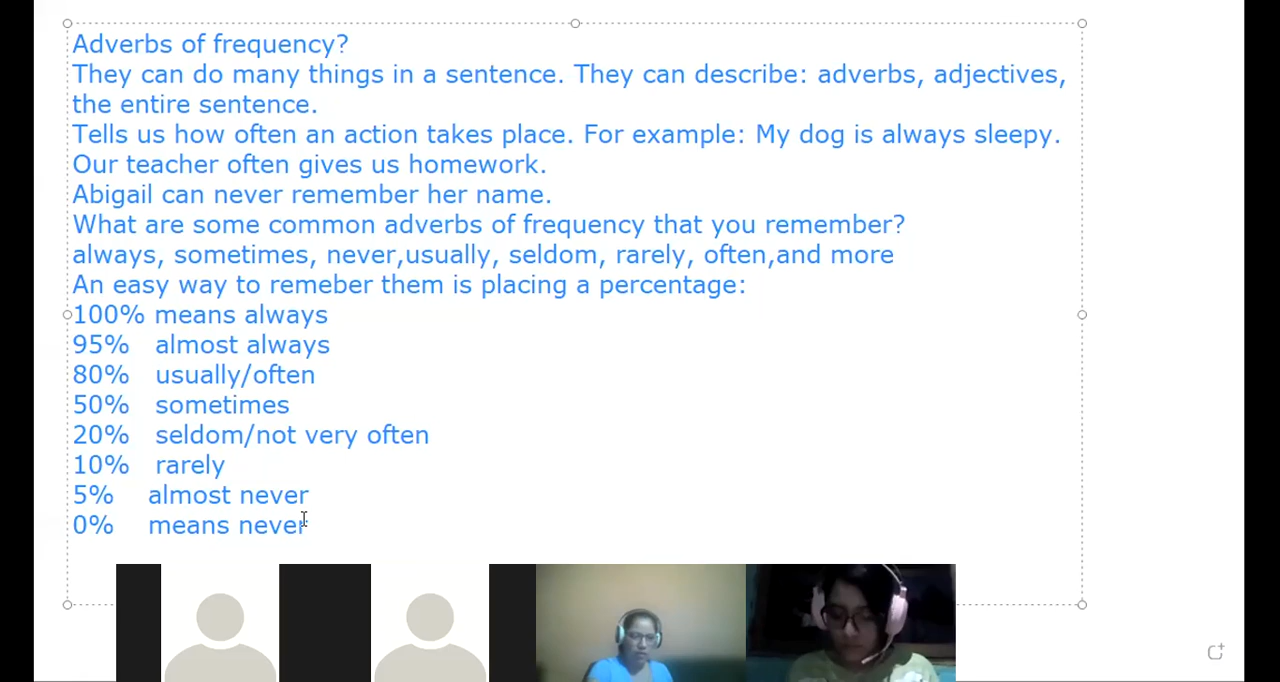 Adverbs of frequency?
They can do many things in a sentence. They can describe: adverbs, adjectives,
the entire sentence.
Tells us how often an action takes place. For example: My dog is always sleepy.
Our teacher often gives us homework.
Abigail can never remember her name.
What are some common adverbs of frequency that you remember?
always, sometimes, never,usually, seldom, rarely, often,and more
An easy way to remeber them is placing a percentage:
100% means always
95% almost always
80% usually/often
50% sometimes
20% seldom/not very often
10% rarely
5% almost never
0% means never